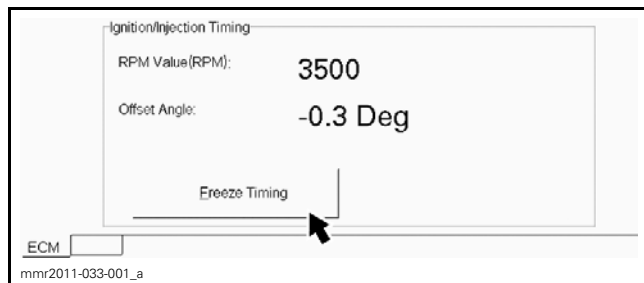 Ignition/Injection Timing
RPM Value(RPM): 3500
Offset Angle: -0.3 Deg
Freeze Timing
ECM
mmr2011-033-001_a